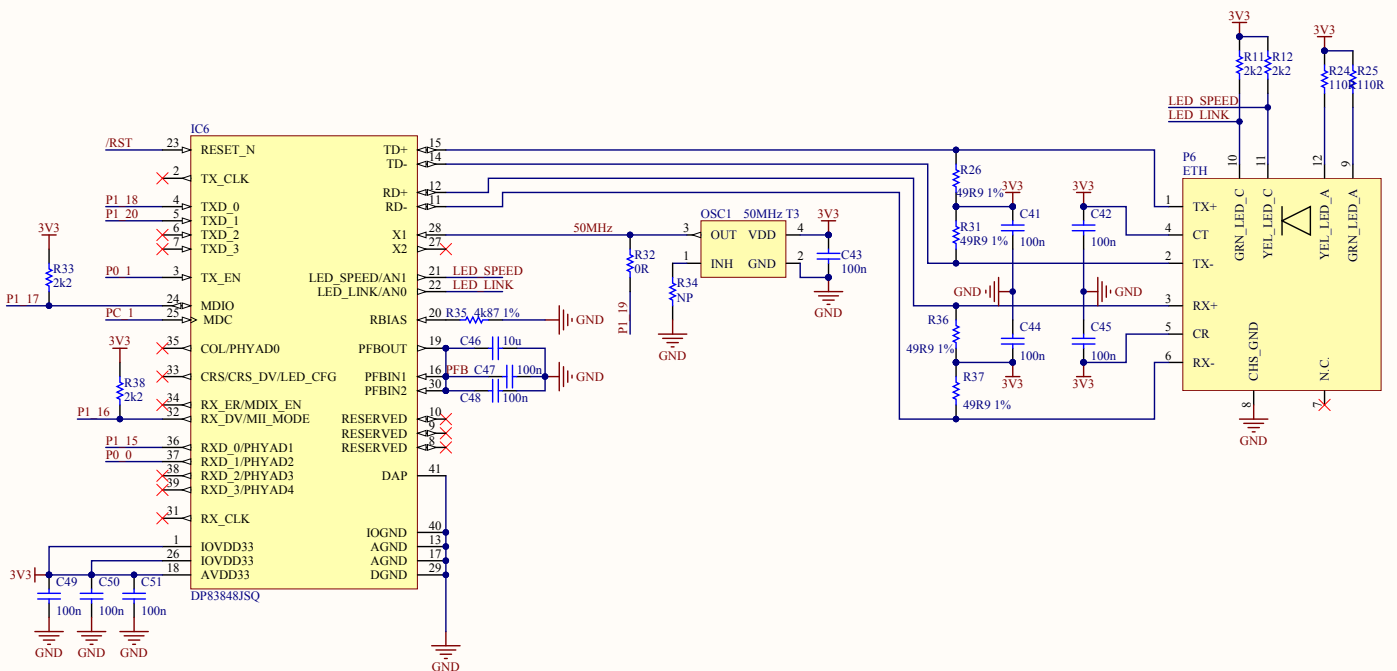 3V3
R11
2k2
R12
2k2
3V3
R24
110R
R25
110R
LED_SPEED
LED_LINK
IC6
/RST
23
RESET_N
2
TX_CLK
P1_18
4
TXD_0
P1_20
5
TXD_1
6
TXD_2
7
TXD_3
3V3
R33
2k2
P0_1
3
TX_EN
P1_17
24
MDIO
PC_1
25
MDC
3V3
35
COL/PHYAD0
33
CRS/CRS_DV/LED_CFG
R38
2k2
34
RX_ER/MDIX_EN
P1_16
32
RX_DV/MII_MODE
P1_15
36
RXD_0/PHYAD1
P0_0
37
RXD_1/PHYAD2
38
RXD_2/PHYAD3
39
RXD_3/PHYAD4
31
RX_CLK
1
IOVDD33
26
IOVDD33
18
AVDD33
3V3
C49
100n
C50
100n
C51
100n
GND
GND
GND
DP83848JSQ
TD+
15
TD-
14
RD+
12
RD-
11
X1
28
X2
27
LED_SPEED/AN1
21
LED_SPEED
LED_LINK/AN0
22
LED_LINK
RBIAS
20
R35
4k87 1%
GND
PFBOUT
19
C46
10u
PFBIN1
16
PFB
C47
100n
GND
PFBIN2
30
C48
100n
RESERVED
10
RESERVED
9
RESERVED
8
DAP
41
IOGND
40
AGND
13
AGND
17
DGND
29
GND
50MHz
R32
0R
P1_19
OSC1
50MHz T3
3
OUT
VDD
4
1
INH
GND
2
R34
NP
GND
3V3
C43
100n
GND
R26
49R9 1%
R31
49R9 1%
3V3
C41
100n
3V3
C42
100n
GND
GND
R36
49R9 1%
R37
49R9 1%
C44
100n
3V3
C45
100n
3V3
P6
ETH
10
11
12
9
GRN_LED_C
YEL_LED_C
YEL_LED_A
GRN_LED_A
1
TX+
4
CT
2
TX-
3
RX+
5
CR
6
RX-
CHS_GND
N.C.
8
7
GND